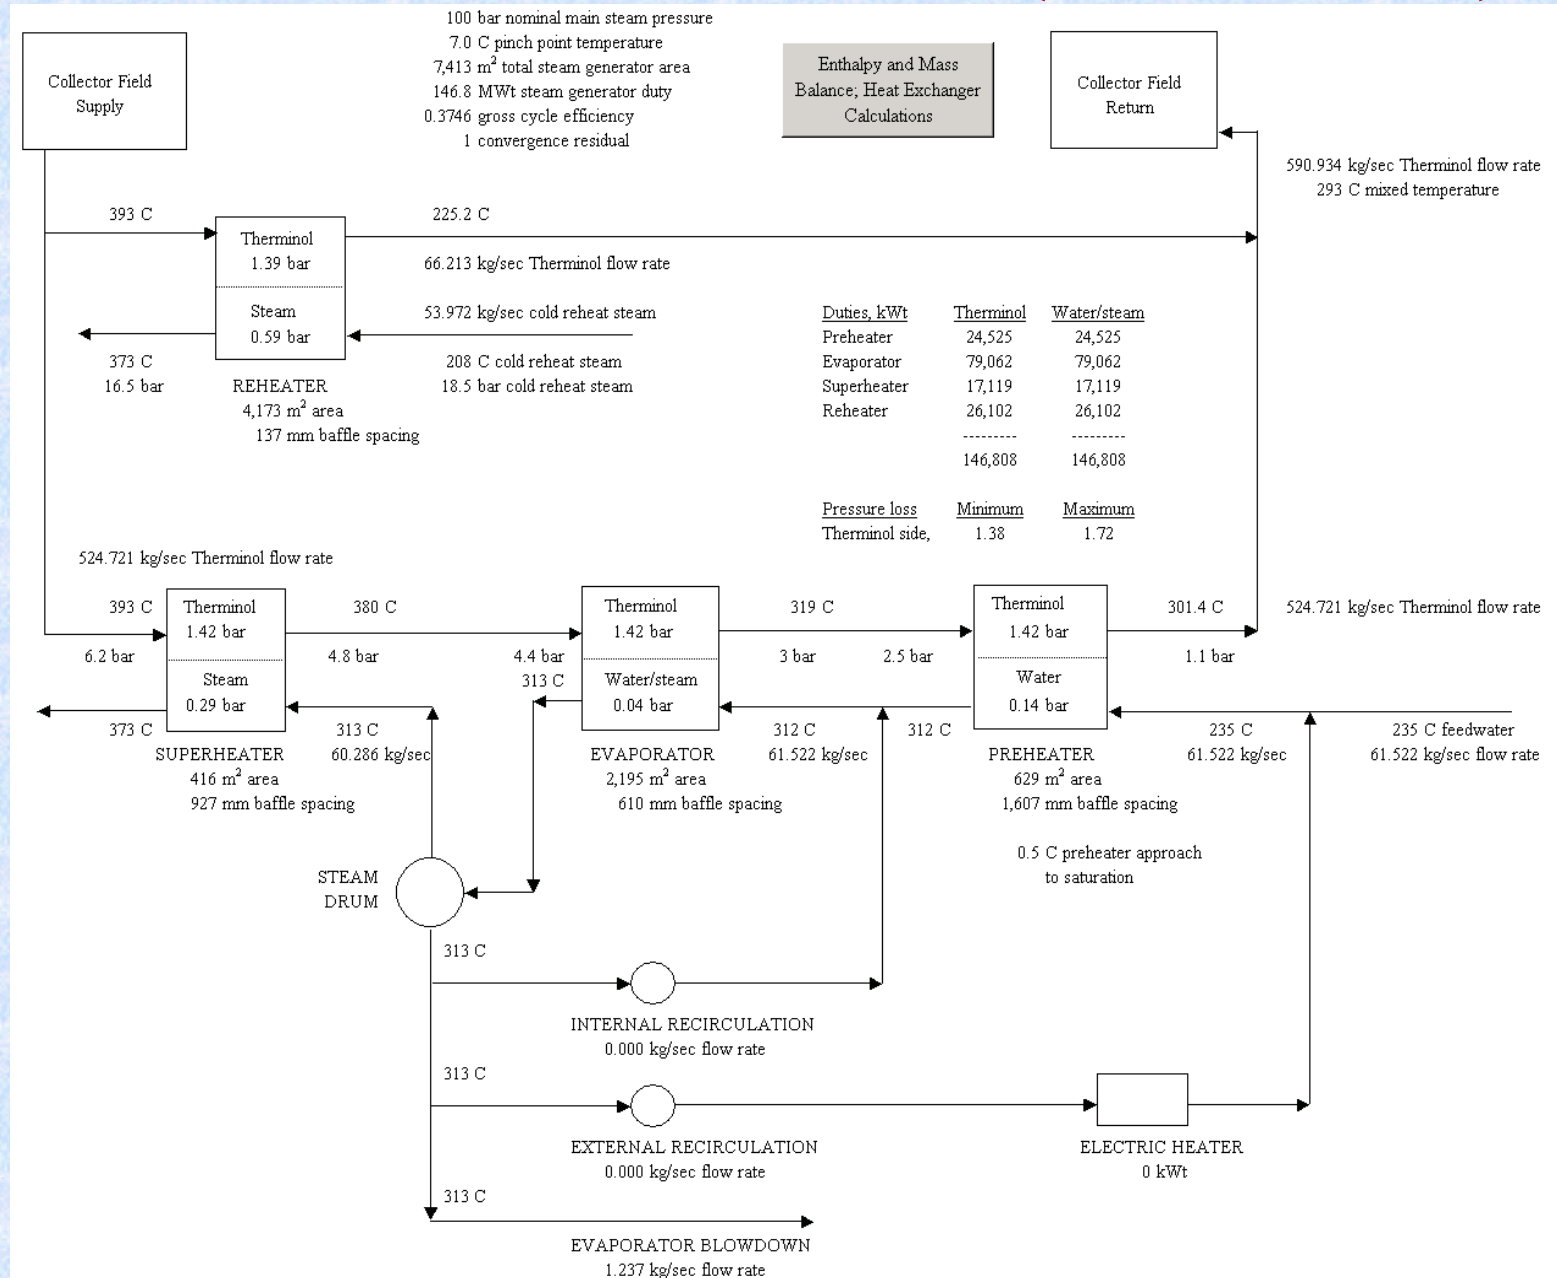 100 bar nominal main steam pressure
7.0 C pinch point temperature
7,413 m² total steam generator area
146.8 MWt steam generator duty
0.3746 gross cycle efficiency
1 convergence residual
Collector Field
Supply
Enthalpy and Mass
Balance; Heat Exchanger
Calculations
Collector Field
Return
590.934 kg/sec Therminol flow rate
293 C mixed temperature
393 C
225.2 C
Therminol
1.39 bar
66.213 kg/sec Therminol flow rate
Steam
0.59 bar
53.972 kg/sec cold reheat steam
373 C
16.5 bar
208 C cold reheat steam
18.5 bar cold reheat steam
REHEATER
4,173 m² area
137 mm baffle spacing
Duties, kWt Therminol Water/steam
Preheater 24,525 24,525
Evaporator 79,062 79,062
Superheater 17,119 17,119
Reheater 26,102 26,102
--------- ---------
146,808 146,808
Pressure loss Minimum Maximum
Therminol side, 1.38 1.72
524.721 kg/sec Therminol flow rate
393 C
Therminol
1.42 bar
380 C
Therminol
1.42 bar
319 C
Therminol
1.42 bar
301.4 C
524.721 kg/sec Therminol flow rate
6.2 bar
4.8 bar
4.4 bar
3 bar
2.5 bar
1.1 bar
Steam
0.29 bar
313 C
Water/steam
0.04 bar
Water
0.14 bar
373 C
313 C
60.286 kg/sec
312 C
61.522 kg/sec
312 C
235 C
61.522 kg/sec
235 C feedwater
61.522 kg/sec flow rate
SUPERHEATER
416 m² area
927 mm baffle spacing
EVAPORATOR
2,195 m² area
610 mm baffle spacing
PREHEATER
629 m² area
1,607 mm baffle spacing
0.5 C preheater approach
to saturation
STEAM
DRUM
313 C
INTERNAL RECIRCULATION
0.000 kg/sec flow rate
313 C
EXTERNAL RECIRCULATION
0.000 kg/sec flow rate
ELECTRIC HEATER
0 kWt
313 C
EVAPORATOR BLOWDOWN
1.237 kg/sec flow rate